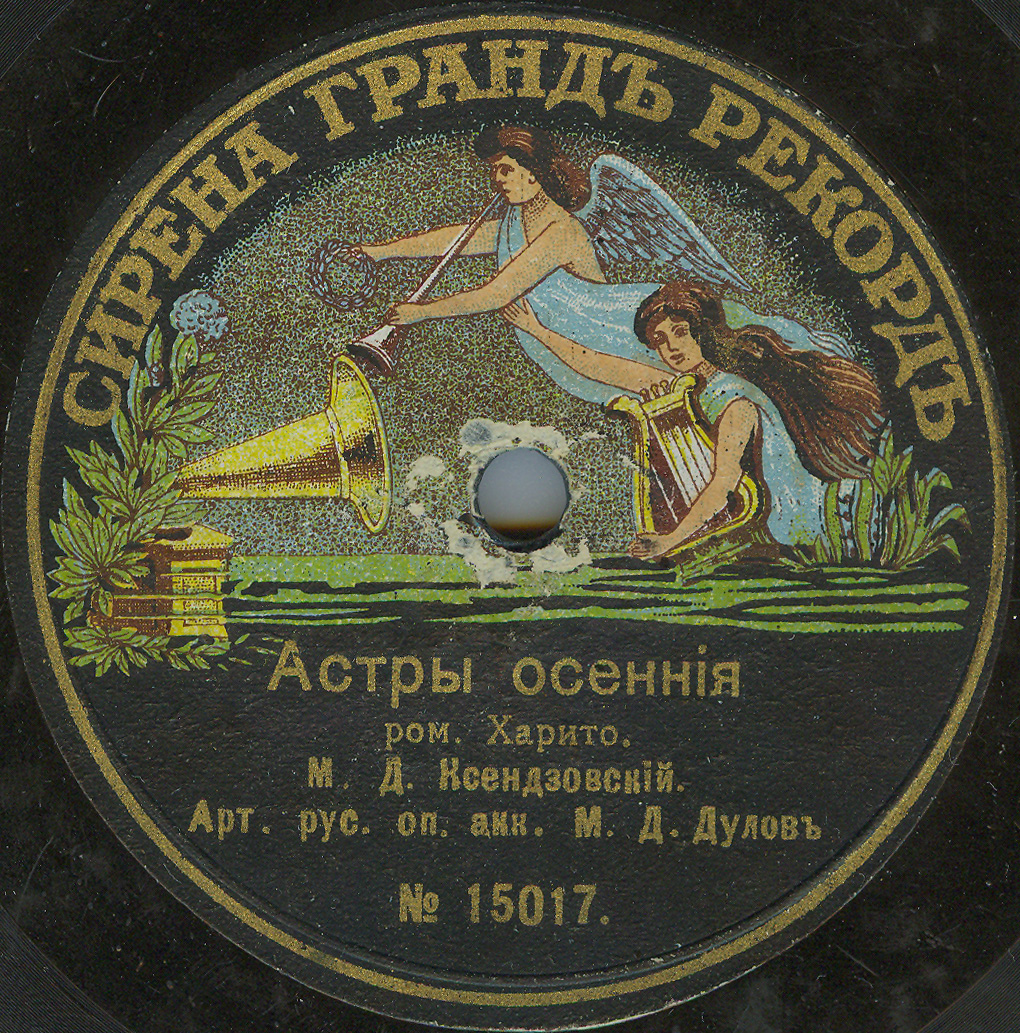 СИРЕНА ГРАНДЪ РЕКОРДЪ
Астры осеннія
ром. Харито.
М. Д. Ксендзовскій.
Арт. рус. оп. акк. М. Д. Дуловъ
№ 15017.